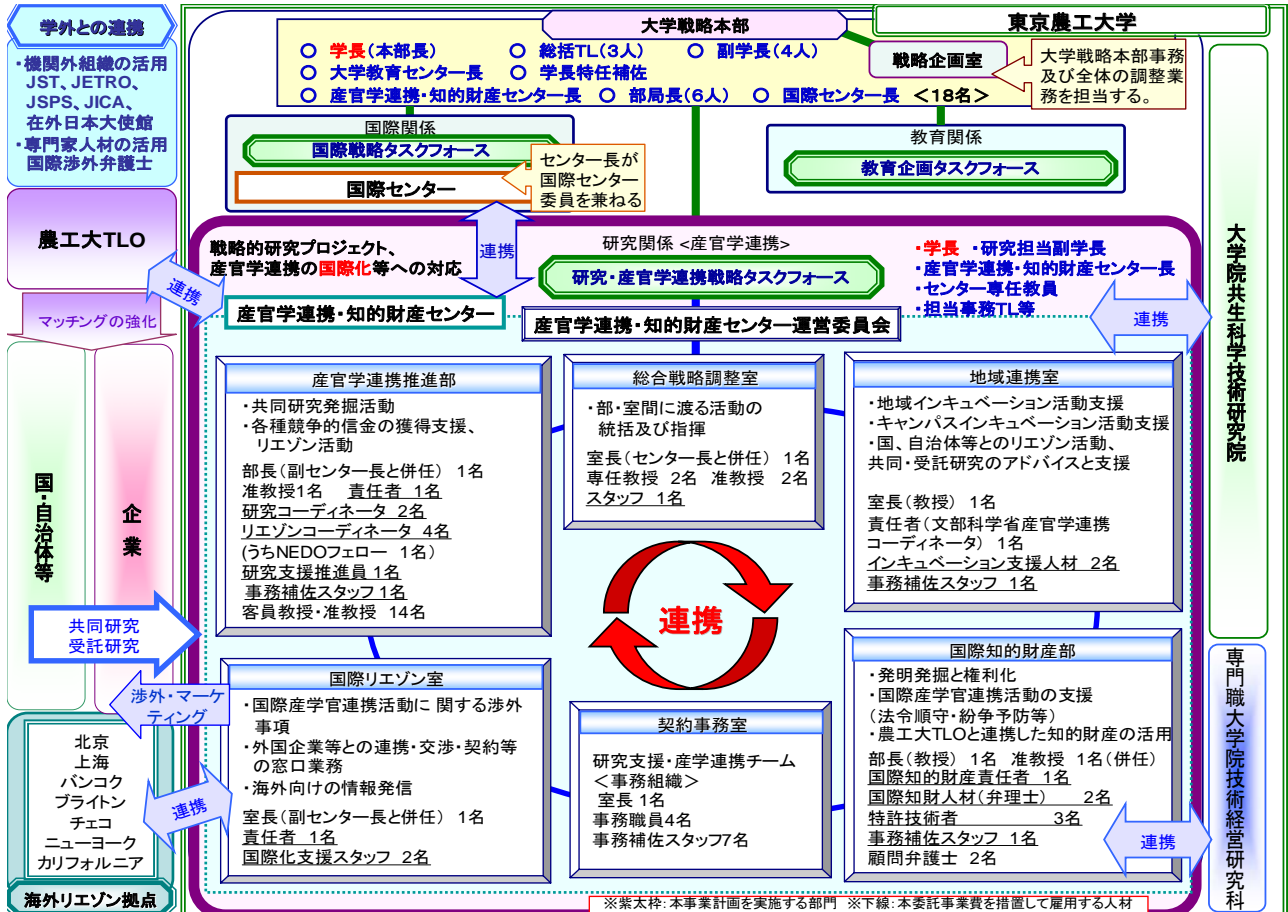 学外との連携
・機関外組織の活用
JST、JETRO、
JSPS、JICA、
在外日本大使館
・専門家人材の活用
国際渉外弁護士
農工大TLO
マッチングの強化
国・自治体等
企業
共同研究
受託研究
渉外・マーケ
ティング
北京
上海
バンコク
ブライトン
チェコ
ニューヨーク
カリフォルニア
海外リエゾン拠点
連携
連携
大学戦略本部
東京農工大学
○ 学長(本部長) ○ 総括TL(3人) ○ 副学長(4人)
○ 大学教育センター長 ○ 学長特任補佐
○ 産官学連携・知的財産センター長 ○ 部局長(6人) ○ 国際センター長 <18名>
戦略企画室
大学戦略本部事務
及び全体の調整業
務を担当する。
国際関係
国際戦略タスクフォース
国際センター
センター長が
国際センター
委員を兼ねる
教育関係
教育企画タスクフォース
連携
戦略的研究プロジェクト、
産官学連携の国際化等への対応
研究関係 <産官学連携>
研究・産官学連携戦略タスクフォース
・学長 ・研究担当副学長
・産官学連携・知的財産センター長
・センター専任教員
・担当事務TL等
産官学連携・知的財産センター
産官学連携・知的財産センター運営委員会
連携
産官学連携推進部
・共同研究発掘活動
・各種競争的信金の獲得支援、
リエゾン活動
部長(副センター長と併任) 1名
准教授1名 責任者 1名
研究コーディネータ 2名
リエゾンコーディネータ 4名
(うちNEDOフェロー 1名)
研究支援推進員 1名
事務補佐スタッフ 1名
客員教授・准教授 14名
総合戦略調整室
・部・室間に渡る活動の
統括及び指揮
室長(センター長と併任) 1名
専任教授 2名 准教授 2名
スタッフ 1名
地域連携室
・地域インキュベーション活動支援
・キャンパスインキュベーション活動支援
・国、自治体等とのリエゾン活動、
共同・受託研究のアドバイスと支援
室長(教授) 1名
責任者(文部科学省産官学連携
コーディネータ) 1名
インキュベーション支援人材 2名
事務補佐スタッフ 1名
連携
国際リエゾン室
・国際産官学連携活動に 関する渉外
事項
・外国企業等との連携・交渉・契約等
の窓口業務
・海外向けの情報発信
室長(副センター長と併任) 1名
責任者 1名
国際化支援スタッフ 2名
契約事務室
研究支援・産学連携チーム
<事務組織>
室長 1名
事務職員4名
事務補佐スタッフ7名
国際知的財産部
・発明発掘と権利化
・国際産学官連携活動の支援
(法令順守・紛争予防等)
・農工大TLOと連携した知的財産の活用
部長(教授) 1名 准教授 1名(併任)
国際知的財産責任者 1名
国際知財人材(弁理士) 2名
特許技術者 3名
事務補佐スタッフ 1名
顧問弁護士 2名
連携
大学院共生科学技術研究院
専門職大学院技術経営研究科
※紫太枠:本事業計画を実施する部門 ※下線:本委託事業費を措置して雇用する人材